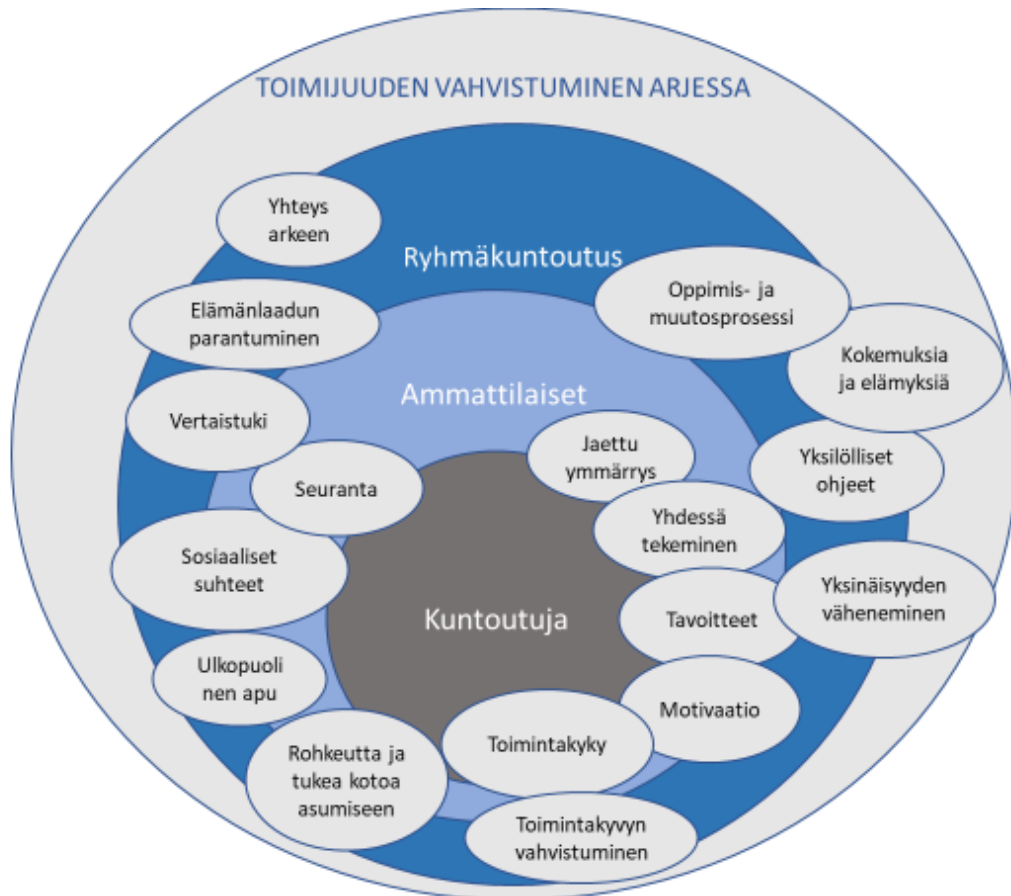 TOIMIJUUDEN VAHVISTUMINEN ARJESSA
Yhteys
arkeen
Ryhmäkuntoutus
Oppimis- ja
muutosprosessi
Elämänlaadun
parantuminen
Kokemuksia
ja elämyksiä
Ammattilaiset
Vertaistuki
Jaettu
ymmärrys
Yksilölliset
ohjeet
Seuranta
Yhdessä
tekeminen
Sosiaaliset
suhteet
Yksinäisyyden
väheneminen
Kuntoutuja
Tavoitteet
Ulkopuoli
nen apu
Motivaatio
Toimintakyky
Rohkeutta ja
tukea kotoa
asumiseen
Toimintakyvyn
vahvistuminen